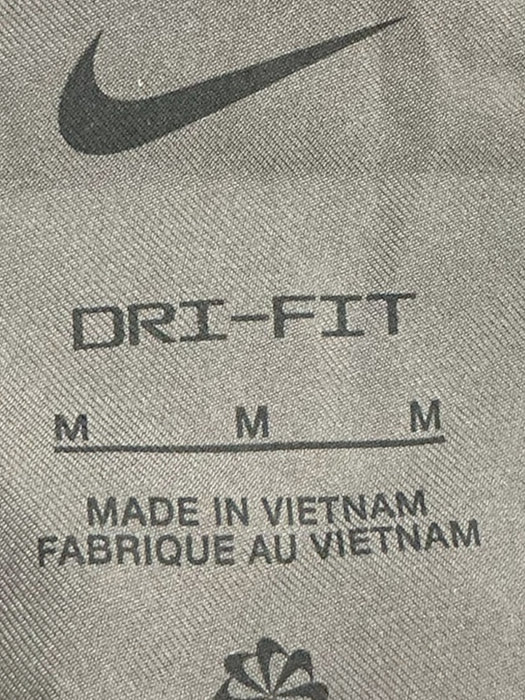 DRI-FIT
M M M
MADE IN VIETNAM
FABRIQUE AU VIETNAM